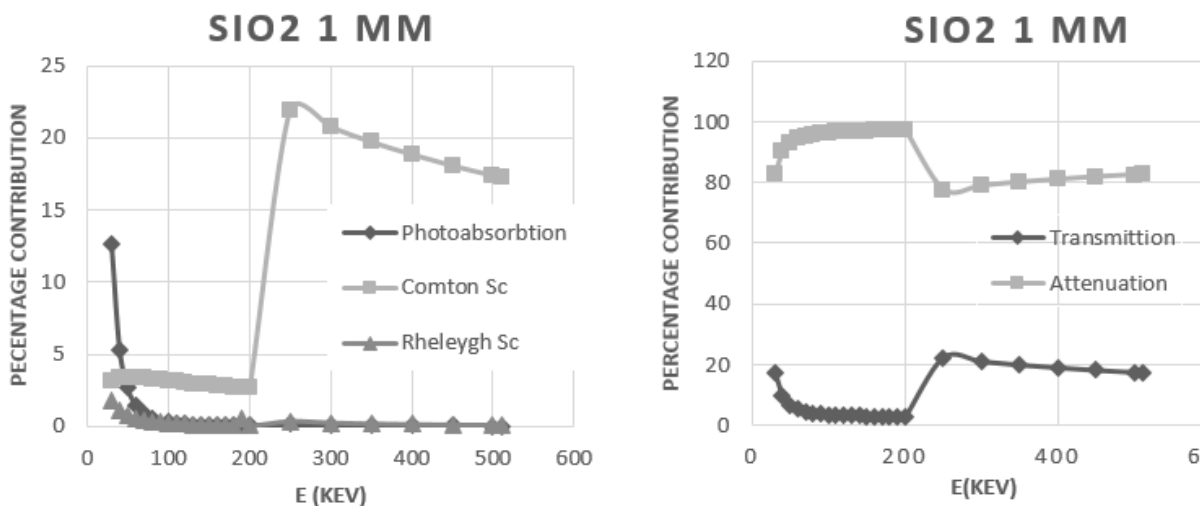 SIO2 1 MM
PECENTAGE CONTRIBUTION
25
20
15
10
5
0
0 100 200 300 400 500 600
E (KEV)
Photoabsorbtion
Comton Sc
Rheleygh Sc
SIO2 1 MM
PERCENTAGE CONTRIBUTION
120
100
80
60
40
20
0
0 200 400 6
E(KEV)
Transmittion
Attenuation